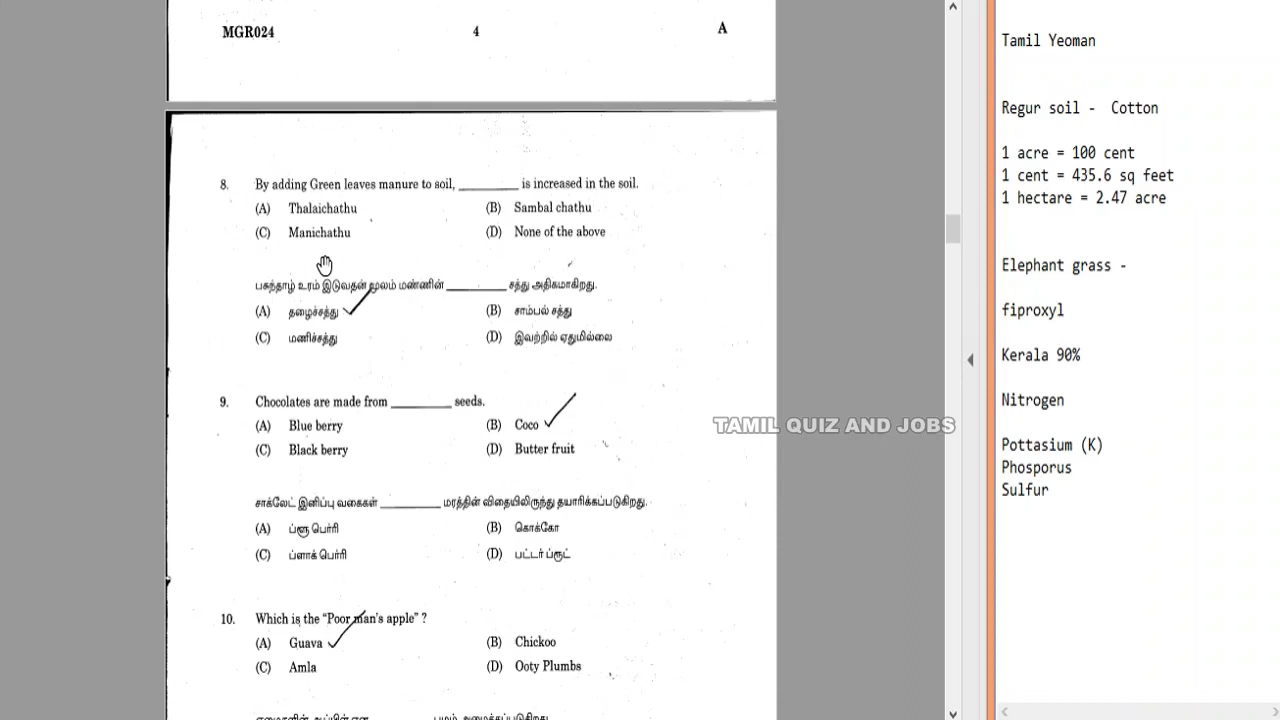 MGR024 4 A
8. By adding Green leaves manure to soil, ________ is increased in the soil.
(A) Thalaichathu (B) Sambal chathu
(C) Manichathu (D) None of the above
பசுந்தாழ் உரம் இடுவதன் மூலம் மண்ணின் ________ சத்து அதிகமாகிறது.
(A) தழைச்சத்து (B) சாம்பல் சத்து
(C) மணிச்சத்து (D) இவற்றில் ஏதுமில்லை
9. Chocolates are made from ________ seeds.
(A) Blue berry (B) Coco
(C) Black berry (D) Butter fruit
சாக்லேட் இனிப்பு வகைகள் ________ மரத்தின் விதையிலிருந்து தயாரிக்கப்படுகிறது.
(A) ப்ளூ பெர்ரி (B) கொக்கோ
(C) ப்ளாக் பெர்ரி (D) பட்டர் ப்ரூட்
10. Which is the “Poor man's apple” ?
(A) Guava (B) Chickoo
(C) Amla (D) Ooty Plumbs
Tamil Yeoman
Regur soil - Cotton
1 acre = 100 cent
1 cent = 435.6 sq feet
1 hectare = 2.47 acre
Elephant grass -
fiproxyl
Kerala 90%
Nitrogen
Pottasium (K)
Phosporus
Sulfur
TAMIL QUIZ AND JOBS